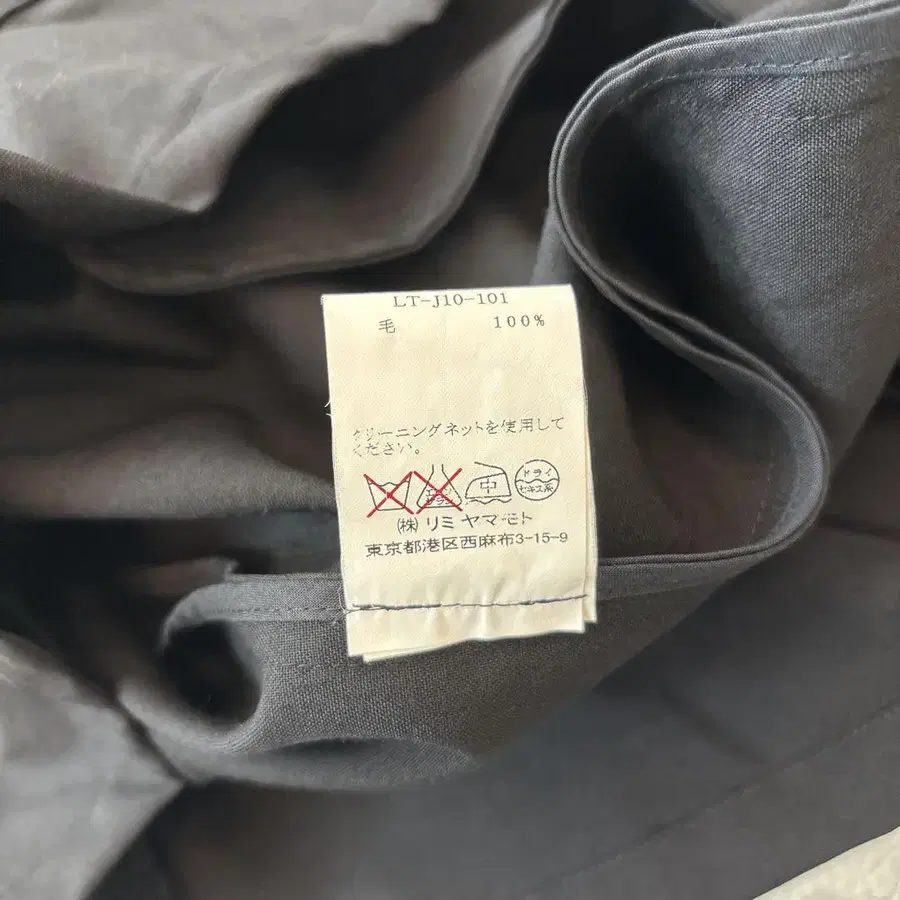 LT-J10-101
毛 100%
クリーニングネットを使用して
ください。
中
ドライ
セキユ系
(株) リミ ヤマモト
東京都港区西麻布3-15-9